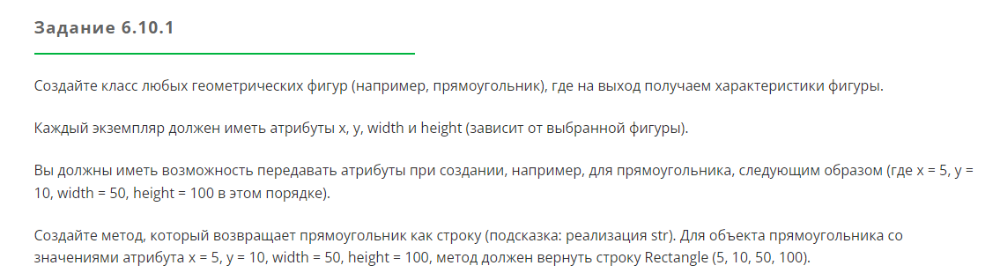 Задание 6.10.1
Создайте класс любых геометрических фигур (например, прямоугольник), где на выход получаем характеристики фигуры.
Каждый экземпляр должен иметь атрибуты x, y, width и height (зависит от выбранной фигуры).
Вы должны иметь возможность передавать атрибуты при создании, например, для прямоугольника, следующим образом (где x = 5, y =
10, width = 50, height = 100 в этом порядке).
Создайте метод, который возвращает прямоугольник как строку (подсказка: реализация str). Для объекта прямоугольника со
значениями атрибута x = 5, y = 10, width = 50, height = 100, метод должен вернуть строку Rectangle (5, 10, 50, 100).